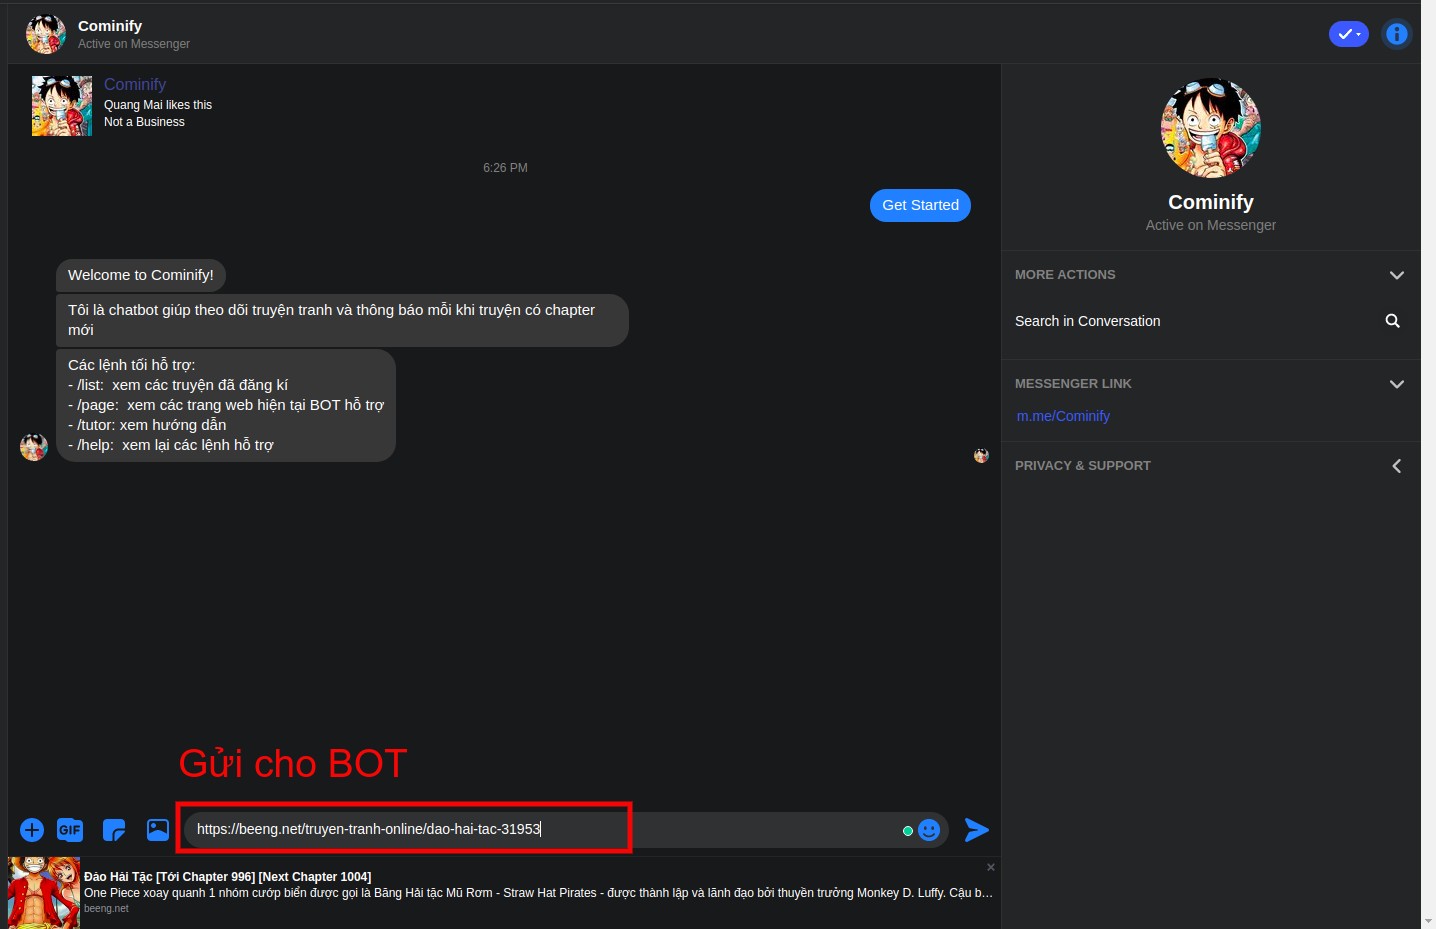 Cominify
Active on Messenger
Cominify
Quang Mai likes this
Not a Business
6:26 PM
Get Started
Welcome to Cominify!
Tôi là chatbot giúp theo dõi truyện tranh và thông báo mỗi khi truyện có chapter
mới
Các lệnh tối hỗ trợ:
- /list:  xem các truyện đã đăng kí
- /page:  xem các trang web hiện tại BOT hỗ trợ
- /tutor: xem hướng dẫn
- /help:  xem lại các lệnh hỗ trợ
Gửi cho BOT
GIF
https://beeng.net/truyen-tranh-online/dao-hai-tac-31953
Đảo Hải Tặc [Tới Chapter 996] [Next Chapter 1004]
One Piece xoay quanh 1 nhóm cướp biển được gọi là Băng Hải tặc Mũ Rơm - Straw Hat Pirates - được thành lập và lãnh đạo bởi thuyền trưởng Monkey D. Luffy. Cậu b...
beeng.net
Cominify
Active on Messenger
MORE ACTIONS
Search in Conversation
MESSENGER LINK
m.me/Cominify
PRIVACY & SUPPORT